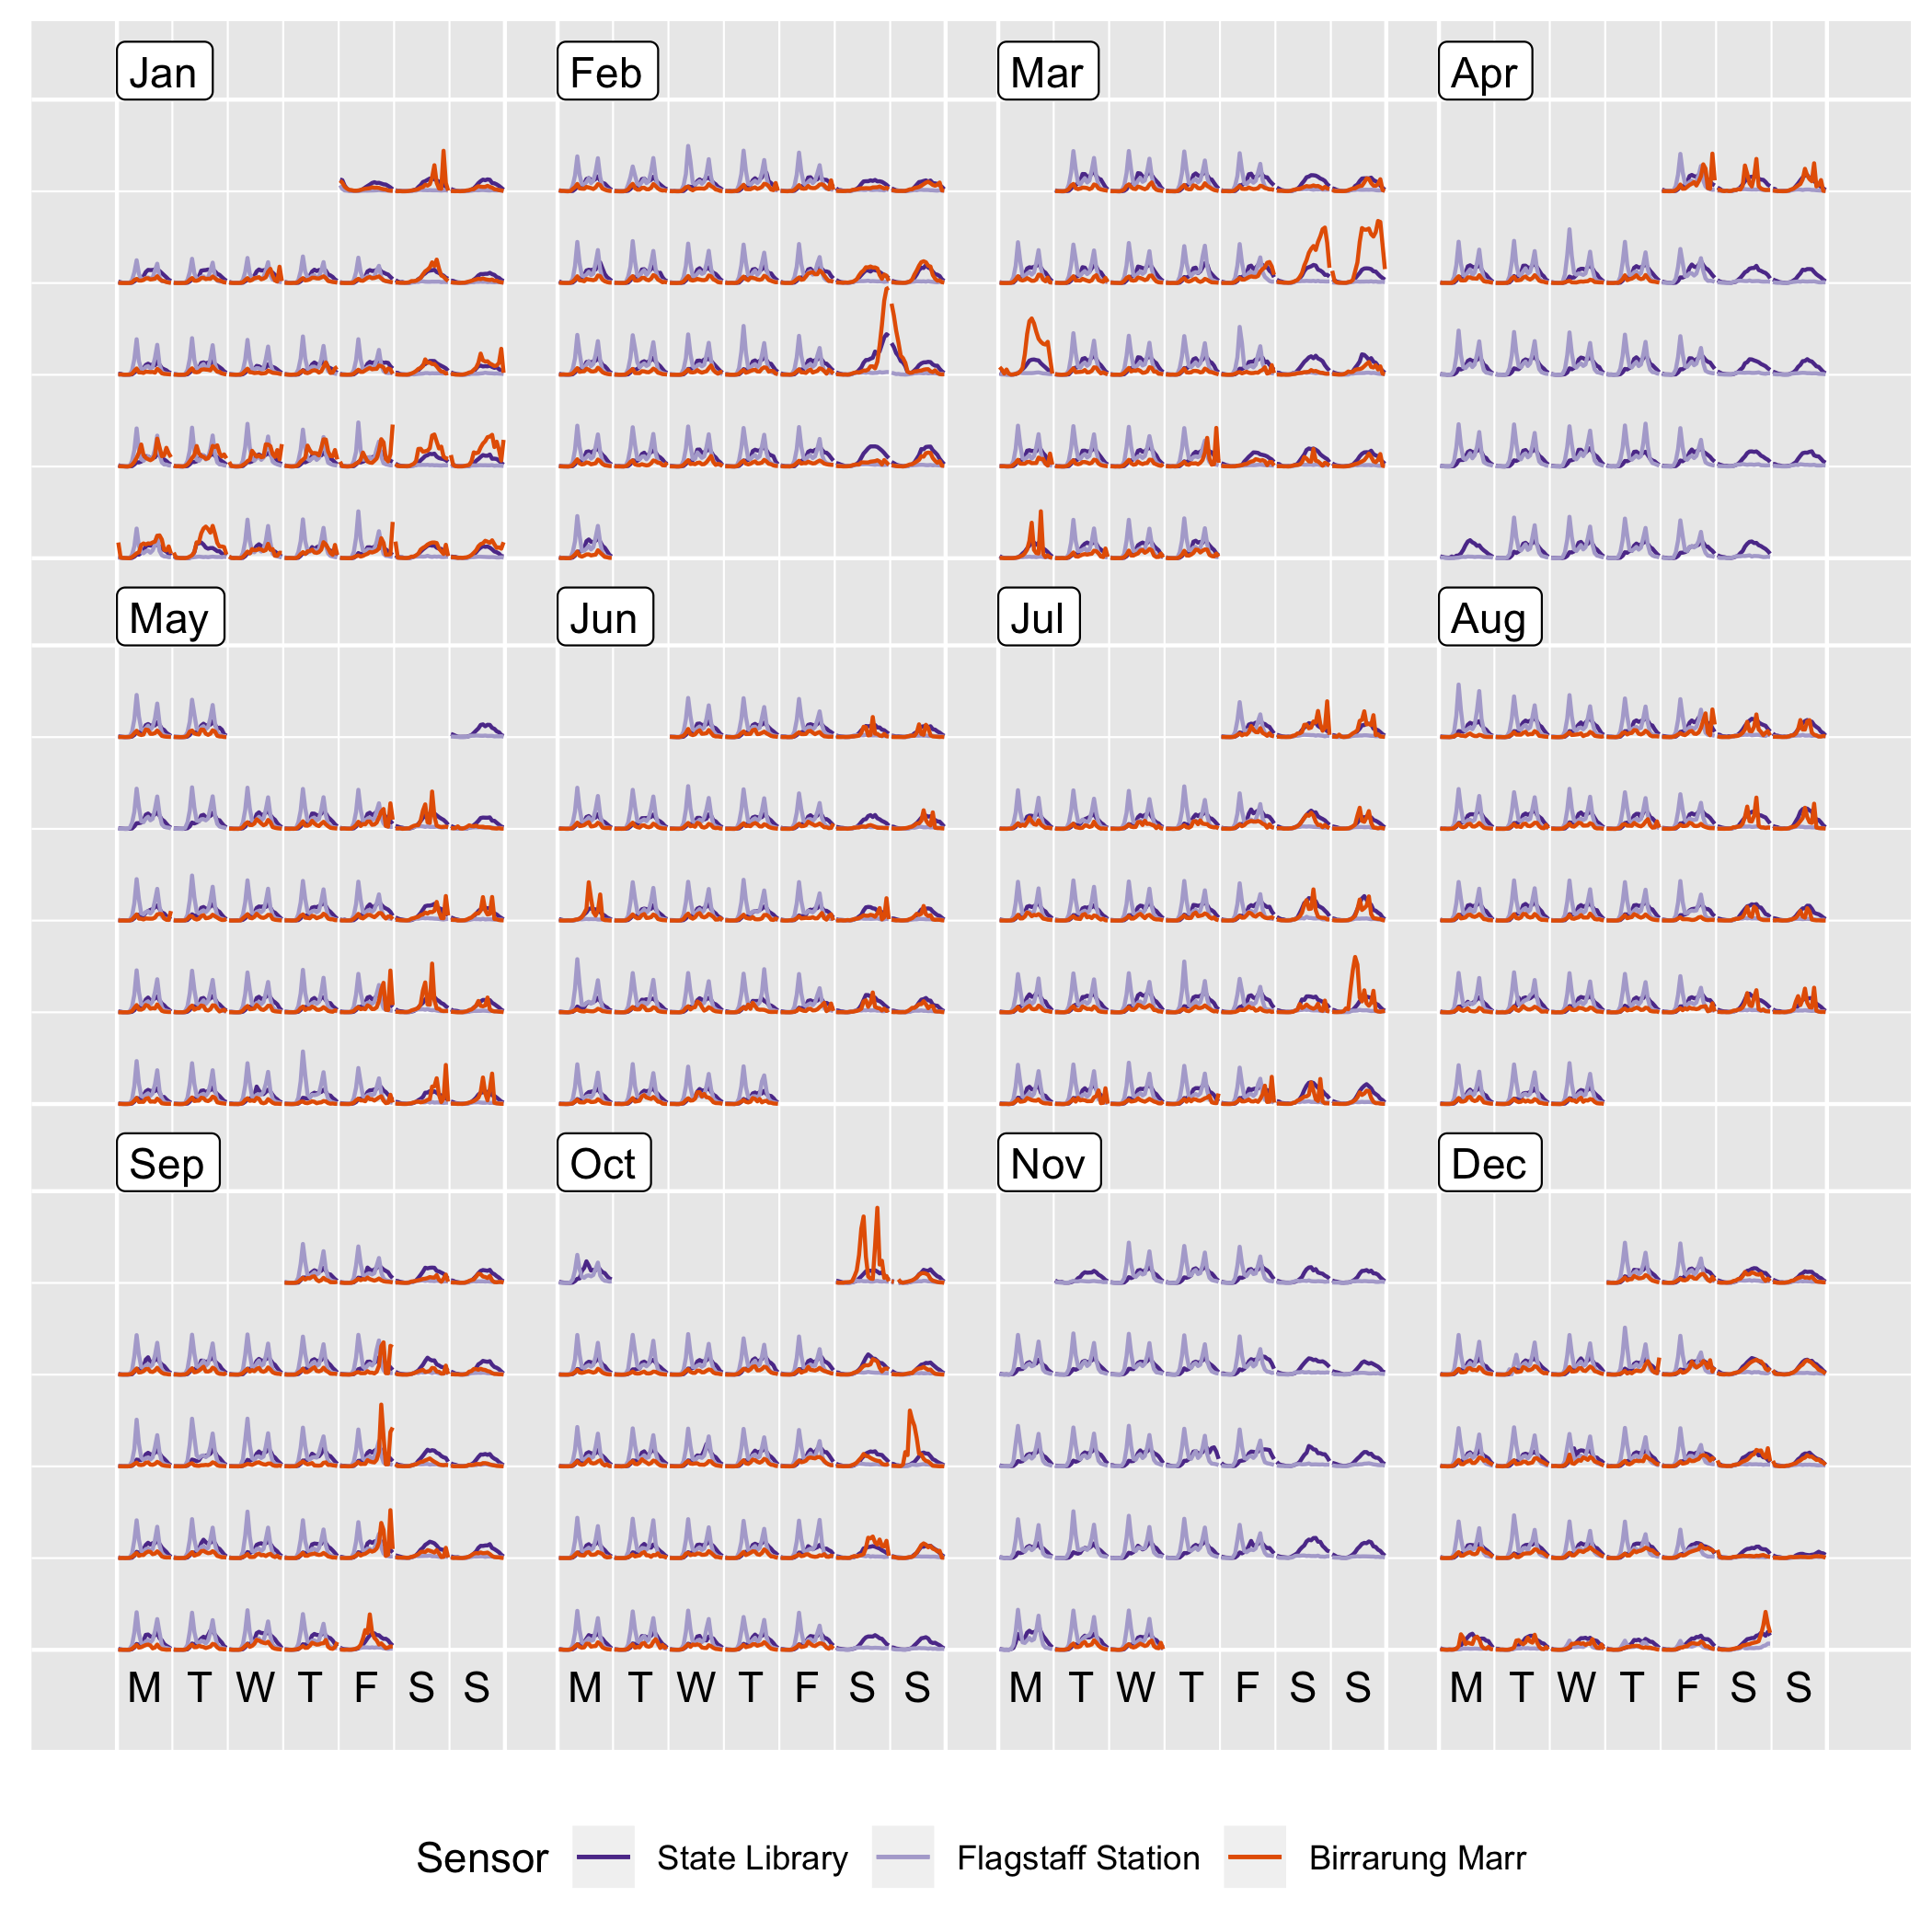 Jan Feb Mar Apr
May Jun Jul Aug
Sep Oct Nov Dec
M T W T F S S M T W T F S S M T W T F S S M T W T F S S
Sensor State Library Flagstaff Station Birrarung Marr